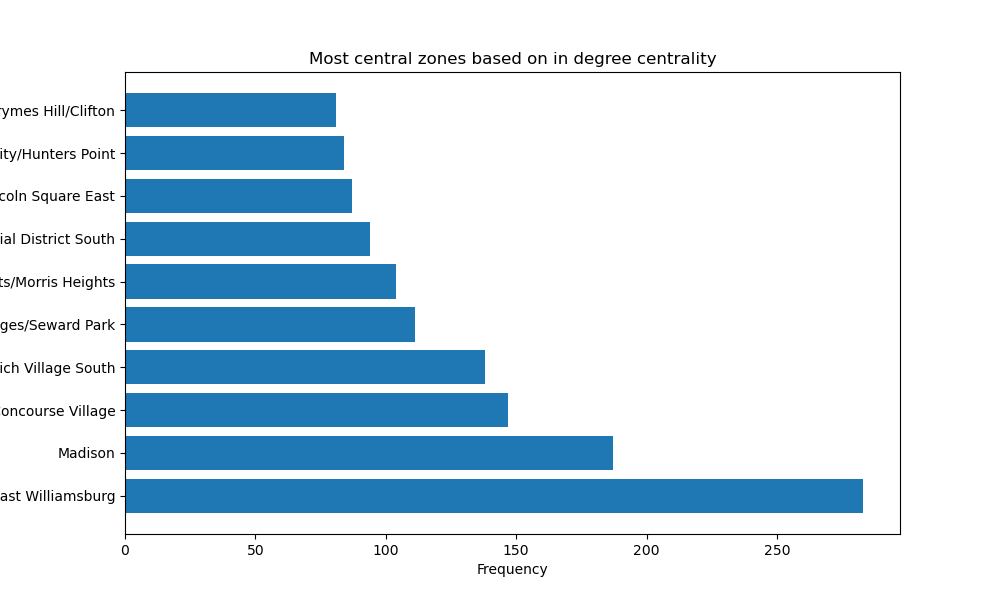 Most central zones based on in degree centrality
rymes Hill/Clifton
ity/Hunters Point
coln Square East
ial District South
ts/Morris Heights
ges/Seward Park
ich Village South
Concourse Village
Madison
ast Williamsburg
0 50 100 150 200 250
Frequency